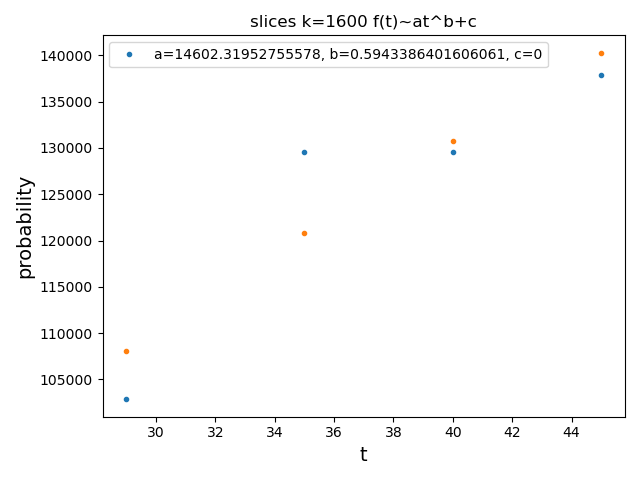 slices k=1600 f(t)~at^b+c
a=14602.31952755578, b=0.5943386401606061, c=0
140000
135000
130000
125000
120000
115000
110000
105000
probability
30 32 34 36 38 40 42 44
t